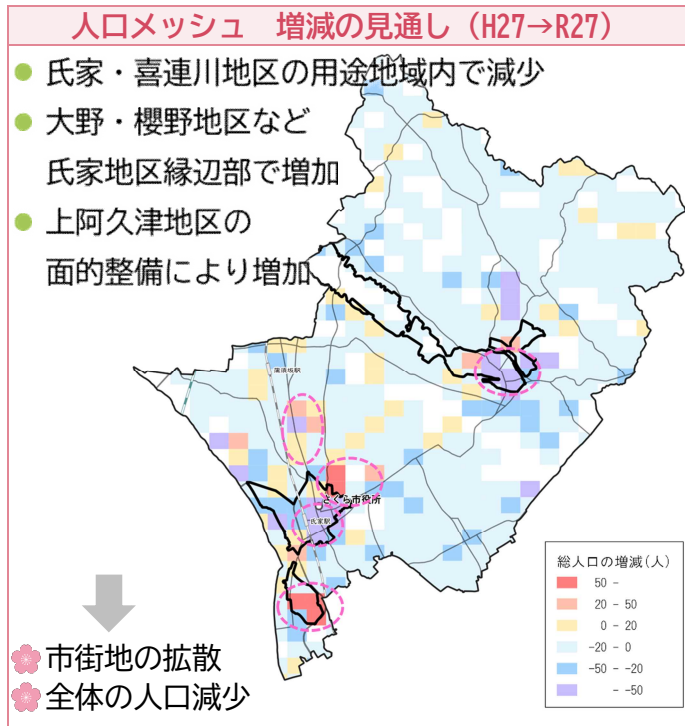 人口メッシュ　増減の見通し（H27→R27）
氏家・喜連川地区の用途地域内で減少
大野・櫻野地区など
氏家地区縁辺部で増加
上阿久津地区の
面的整備により増加
蒲須坂駅
さくら市役所
氏家駅
総人口の増減(人)
50 -
20 - 50
0 - 20
-20 - 0
-50 - -20
- -50
市街地の拡散
全体の人口減少